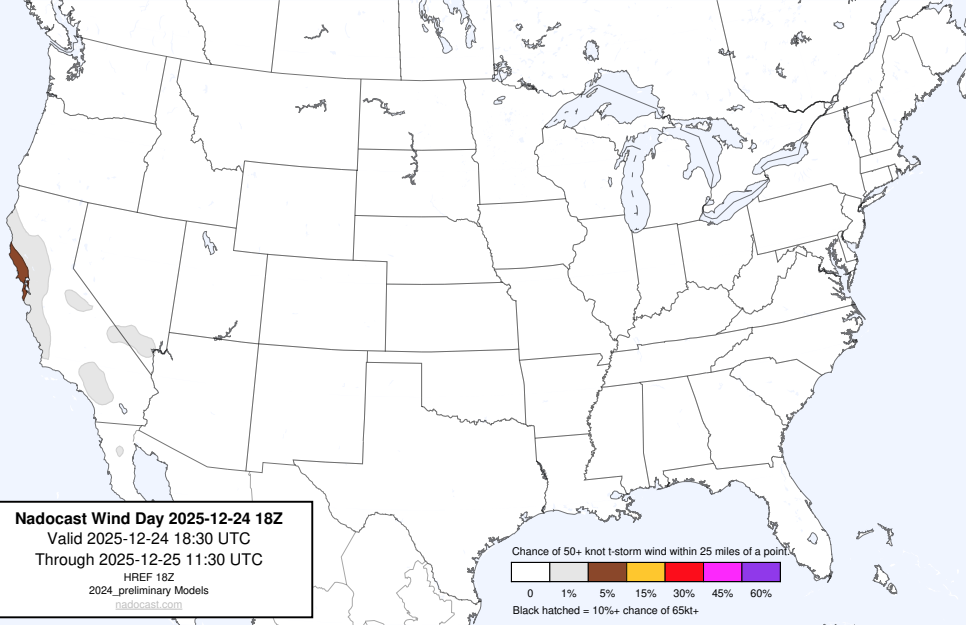 Nadocast Wind Day 2025-12-24 18Z
Valid 2025-12-24 18:30 UTC
Through 2025-12-25 11:30 UTC
HREF 18Z
2024_preliminary Models
nadocast.com
Chance of 50+ knot t-storm wind within 25 miles of a point.
0 1% 5% 15% 30% 45% 60%
Black hatched = 10%+ chance of 65kt+